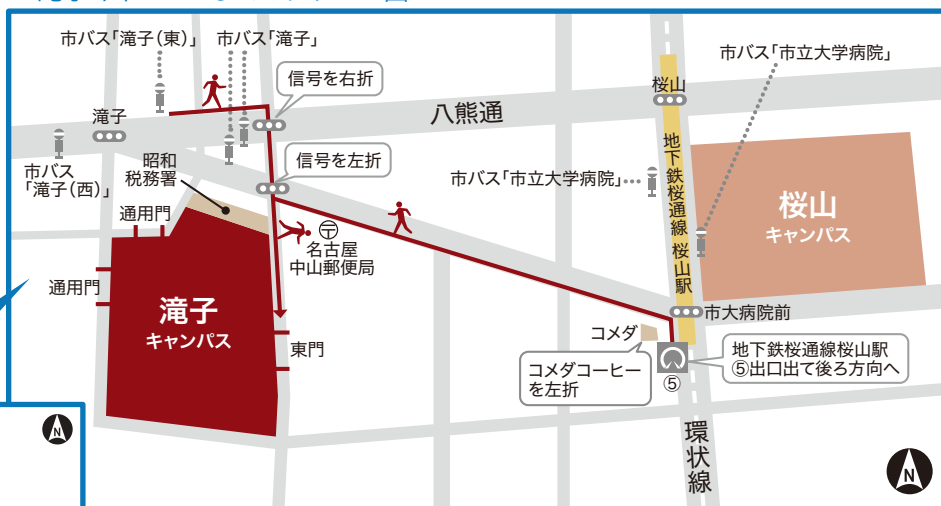 市バス「滝子（東）」
市バス「滝子」
信号を右折
桜山
市バス「市立大学病院」
滝子
八熊通
市バス
「滝子（西）」
昭和
税務署
信号を左折
市バス「市立大学病院」
地下鉄桜通線 桜山駅
桜山
キャンパス
通用門
〒
名古屋
中山郵便局
通用門
滝子
キャンパス
市大病院前
コメダ
東門
コメダコーヒー
を左折
地下鉄桜通線桜山駅
⑤出口出て後ろ方向へ
⑤
環状線
N
N